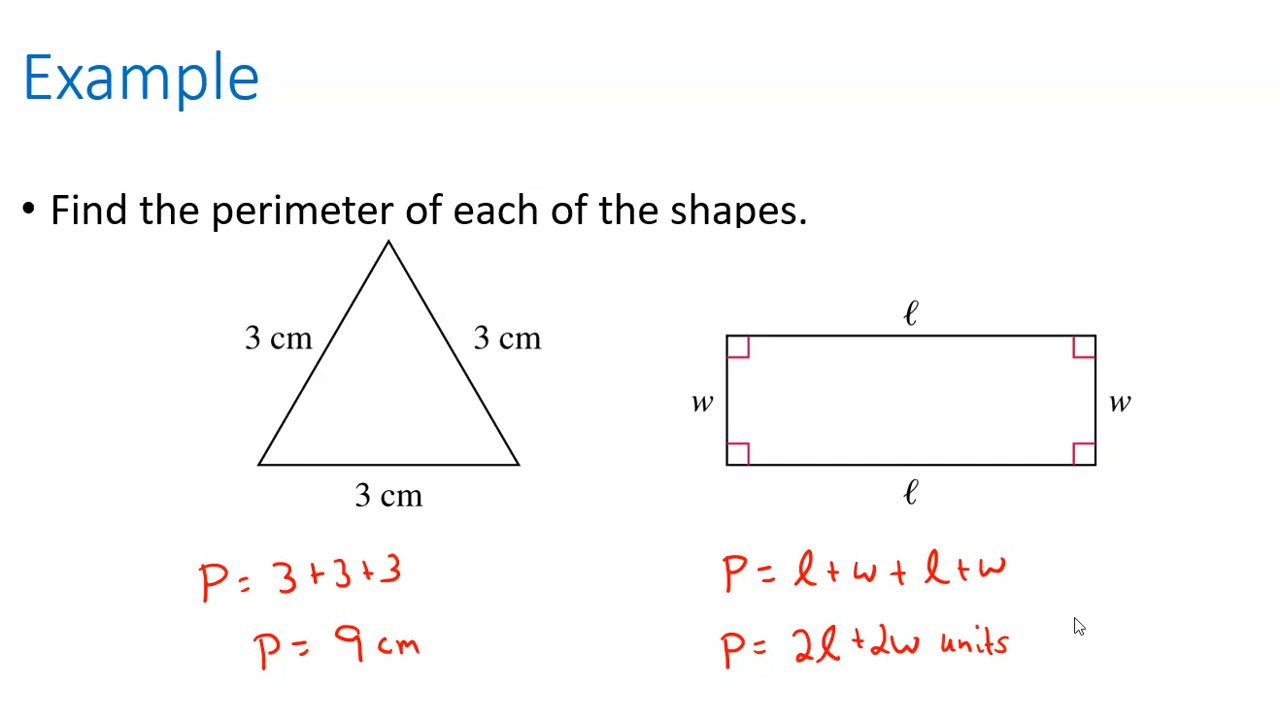 Example
• Find the perimeter of each of the shapes.
3 cm
3 cm
3 cm
P = 3 + 3 + 3
P = 9 cm
ℓ
w
w
ℓ
P = l + w + l + w
P = 2l + 2w units